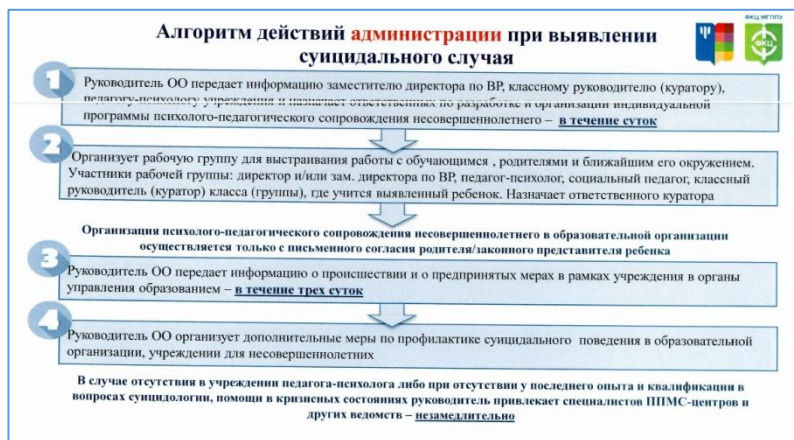 ФКЦ МГППУ
Алгоритм действий администрации при выявлении
суицидального случая
ψ
ФКЦ
1
Руководитель ОО передает информацию заместителю директора по ВР, классному руководителю (куратору),
педагогу-психологу учреждения и назначает ответственных по разработке и организации индивидуальной
программы психолого-педагогического сопровождения несовершеннолетнего – в течение суток
2
Организует рабочую группу для выстраивания работы с обучающимся , родителями и ближайшим его окружением.
Участники рабочей группы: директор и/или зам. директора по ВР, педагог-психолог, социальный педагог, классный
руководитель (куратор) класса (группы), где учится выявленный ребенок. Назначает ответственного куратора
Организация психолого-педагогического сопровождения несовершеннолетнего в образовательной организации
осуществляется только с письменного согласия родителя/законного представителя ребенка
3
Руководитель ОО передает информацию о происшествии и о предпринятых мерах в рамках учреждения в органы
управления образованием – в течение трех суток
4
Руководитель ОО организует дополнительные меры по профилактике суицидального поведения в образовательной
организации, учреждении для несовершеннолетних
В случае отсутствия в учреждении педагога-психолога либо при отсутствии у последнего опыта и квалификации в
вопросах суицидологии, помощи в кризисных состояниях руководитель привлекает специалистов ППМС-центров и
других ведомств – незамедлительно